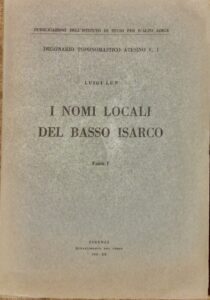 PUBBLICAZIONI DELL'ISTITUTO DI STUDI PER L'ALTO ADIGE
DIZIONARIO TOPONOMASTICO ATESINO V, 1
LUIGI LUN
I NOMI LOCALI
DEL BASSO ISARCO
Parte I
FIRENZE